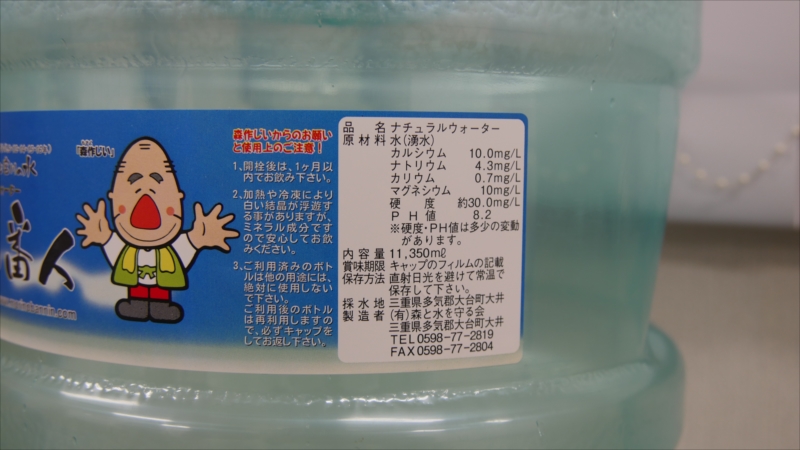 の水
番人
「森作じい」
森作じいからのお願い
と使用上のご注意！
1、開栓後は、1ヶ月以
内でお飲み下さい。
2、加熱や冷凍により
白い結晶が浮遊す
る事がありますが、
ミネラル成分です
ので安心してお飲
みください。
3、ご利用済みのボト
ルは他の用途には、
絶対に使用しない
で下さい。
ご利用後のボトル
は再利用しますの
で、必ずキャップを
してお返し下さい。
品名 ナチュラルウォーター
原材料 水(湧水)
カルシウム 10.0mg/L
ナトリウム 4.3mg/L
カリウム 0.7mg/L
マグネシウム 10mg/L
硬度 約30.0mg/L
PH値 8.2
※硬度・PH値は多少の変動
があります。
内容量 11,350mℓ
賞味期限 キャップのフィルムの記載
保存方法 直射日光を避けて常温で
保存して下さい。
採水地 三重県多気郡大台町大井
製造者 (有)森と水を守る会
三重県多気郡大台町大井
TEL0598-77-2819
FAX0598-77-2804